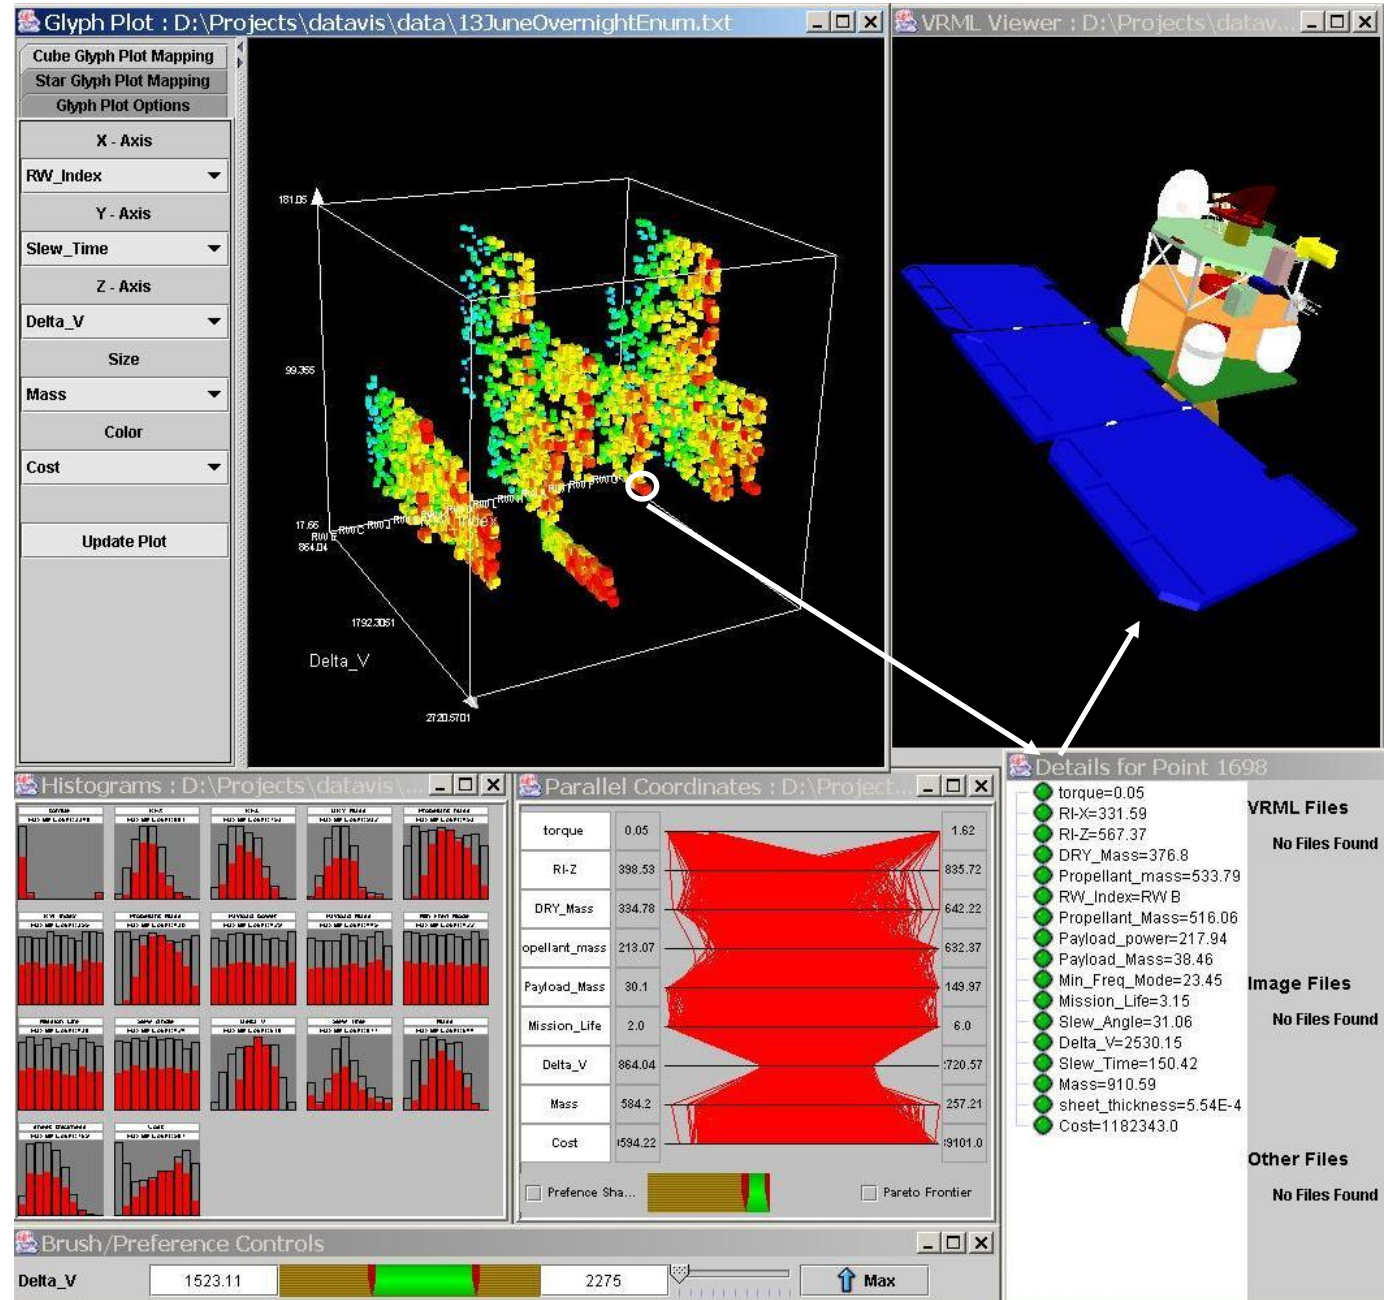 Glyph Plot : D:\Projects\datavis\data\13JuneOvernightEnum.txt
Cube Glyph Plot Mapping
Star Glyph Plot Mapping
Glyph Plot Options
X - Axis
RW_Index
Y - Axis
Slew_Time
Z - Axis
Delta_V
Size
Mass
Color
Cost
Update Plot
181.05
99.355
17.66
864.04
1792.3051
Delta_V
2720.5701
VRML Viewer : D:\Projects\datav...
Histograms : D:\Projects\datavis\...
Parallel Coordinates : D:\Project...
torque 0.05 1.62
RI-Z 398.53 835.72
DRY_Mass 334.78 642.22
opellant_mass 213.07 632.37
Payload_Mass 30.1 149.97
Mission_Life 2.0 6.0
Delta_V 864.04 :720.57
Mass 584.2 257.21
Cost 594.22 9101.0
Prefence Sha...
Pareto Frontier
Details for Point 1698
torque=0.05
RI-X=331.59
RI-Z=567.37
DRY_Mass=376.8
Propellant_mass=533.79
RW_Index=RW B
Propellant_Mass=516.06
Payload_power=217.94
Payload_Mass=38.46
Min_Freq_Mode=23.45
Mission_Life=3.15
Slew_Angle=31.06
Delta_V=2530.15
Slew_Time=150.42
Mass=910.59
sheet_thickness=5.54E-4
Cost=1182343.0
VRML Files
No Files Found
Image Files
No Files Found
Other Files
No Files Found
Brush/Preference Controls
Delta_V 1523.11 2275 Max